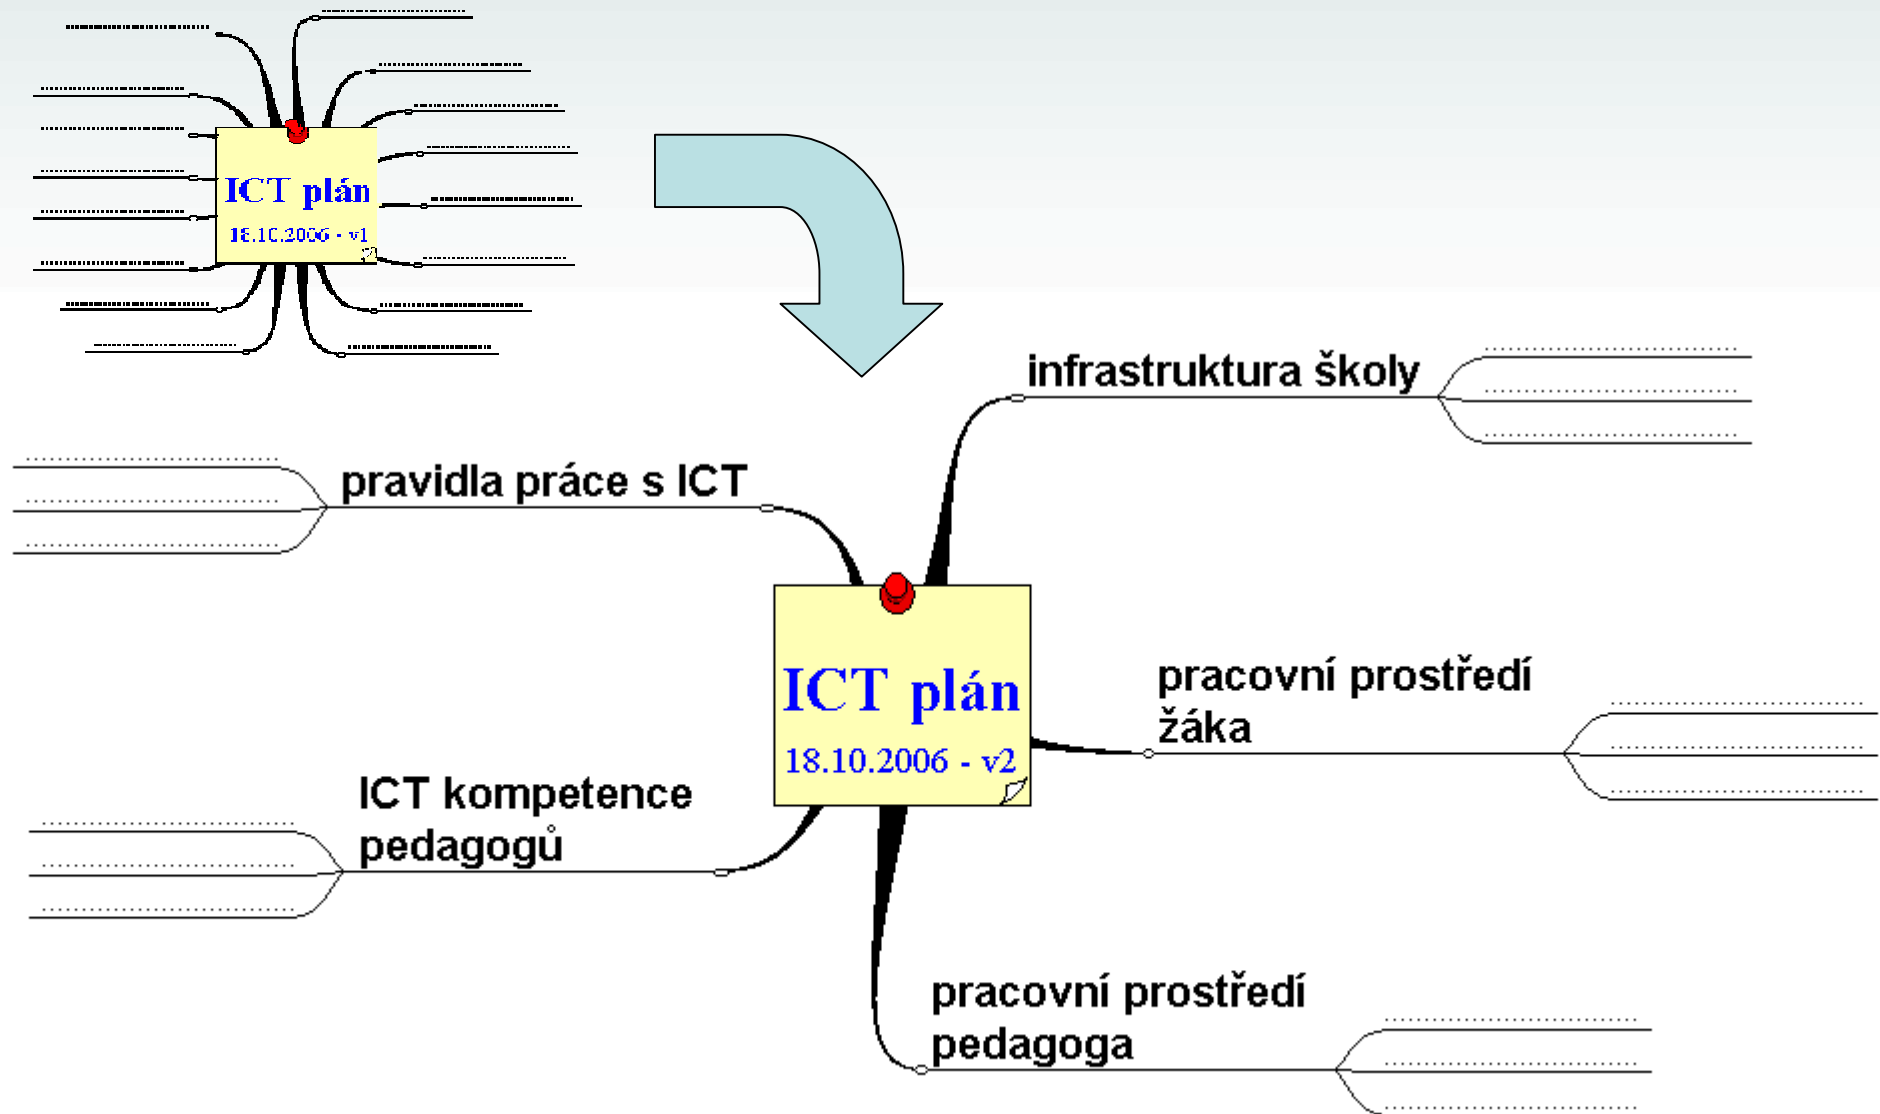 ICT plán
18.10.2006 - v1
infrastruktura školy
pravidla práce s ICT
ICT plán
18.10.2006 - v2
pracovní prostředí
žáka
ICT kompetence
pedagogů
pracovní prostředí
pedagoga